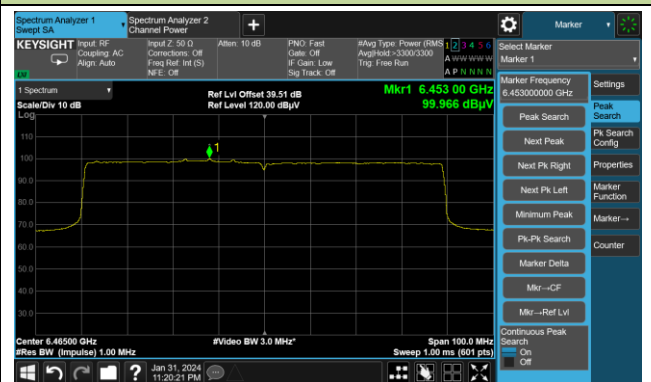 Spectrum Analyzer 1
Swept SA
Spectrum Analyzer 2
Channel Power
Marker
KEYSIGHT
Input: RF
Coupling: AC
Align: Auto
Input Z: 50 Ω
Corrections: Off
Freq Ref: Int (S)
NFE: Off
Atten: 10 dB
PNO: Fast
Gate: Off
IF Gain: Low
Sig Track: Off
#Avg Type: Power (RMS
Avg|Hold:>3300/3300
Trig: Free Run
1 2 3 4 5 6
A W W W W W
A P N N N N
LNI
1 Spectrum
Scale/Div 10 dB
Log
Ref Lvl Offset 39.51 dB
Ref Level 120.00 dBµV
Mkr1 6.453 00 GHz
99.966 dBµV
110
100
90.0
80.0
70.0
60.0
50.0
40.0
30.0
1
Center 6.46500 GHz
#Res BW (Impulse) 1.00 MHz
#Video BW 3.0 MHz*
Span 100.0 MHz
Sweep 1.00 ms (601 pts)
Jan 31, 2024
11:20:21 PM
Select Marker
Marker 1
Marker Frequency
6.453000000 GHz
Peak Search
Next Peak
Next Pk Right
Next Pk Left
Minimum Peak
Pk-Pk Search
Marker Delta
Mkr→CF
Mkr→Ref Lvl
Continuous Peak
Search
On
Off
Settings
Peak
Search
Pk Search
Config
Properties
Marker
Function
Marker→
Counter